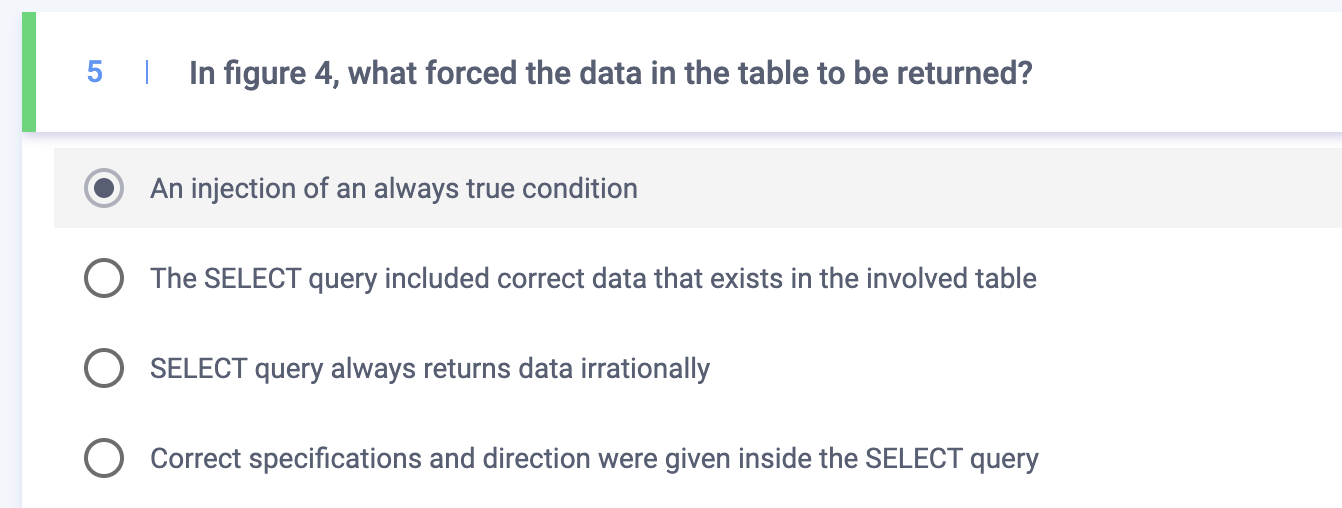 5 | In figure 4, what forced the data in the table to be returned?
An injection of an always true condition
The SELECT query included correct data that exists in the involved table
SELECT query always returns data irrationally
Correct specifications and direction were given inside the SELECT query